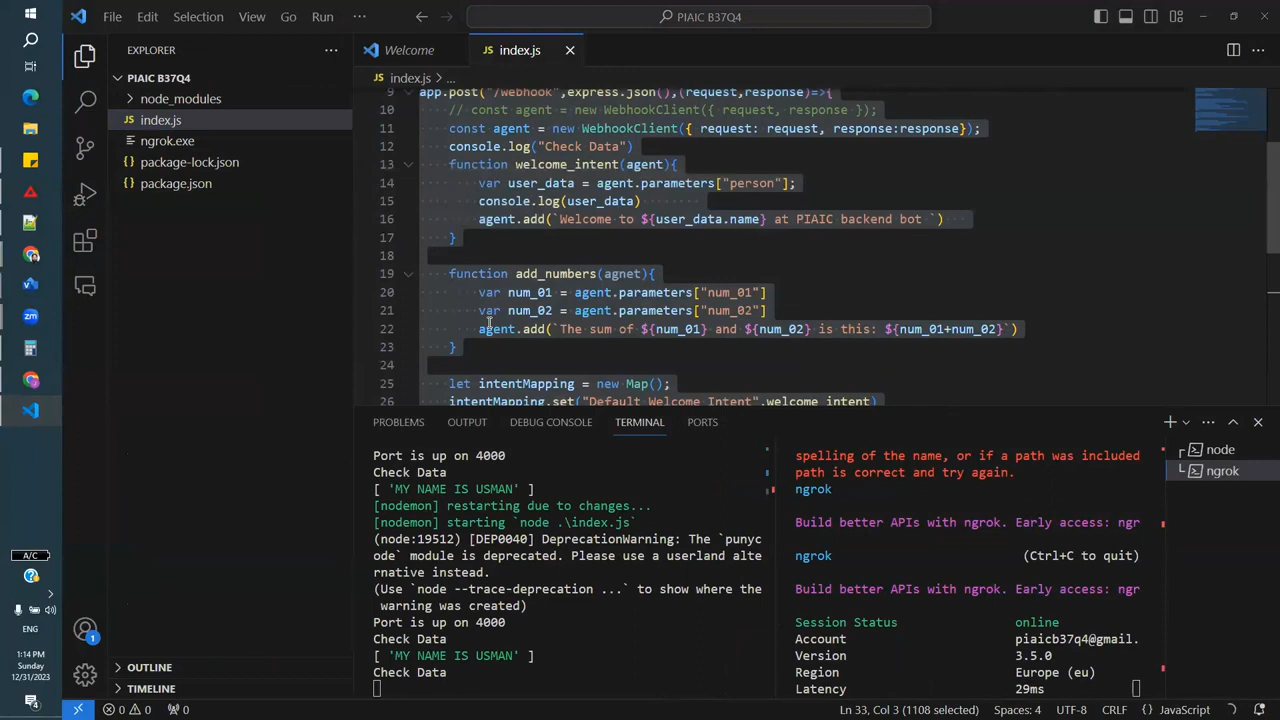 File Edit Selection View Go Run ··· PIAIC B37Q4
EXPLORER ···
PIAIC B37Q4
node_modules
JS index.js
ngrok.exe
package-lock.json
package.json
OUTLINE
TIMELINE
Welcome JS index.js
JS index.js > ...
9 app.post("/webhook",express.json(),(request,response)=>{
10 // const agent = new WebhookClient({ request, response });
11 const agent = new WebhookClient({ request: request, response:response});
12 console.log("Check Data")
13 function welcome_intent(agent){
14 var user_data = agent.parameters["person"];
15 console.log(user_data)
16 agent.add(`Welcome to ${user_data.name} at PIAIC backend bot `)
17 }
18
19 function add_numbers(agnet){
20 var num_01 = agent.parameters["num_01"]
21 var num_02 = agent.parameters["num_02"]
22 agent.add(`The sum of ${num_01} and ${num_02} is this: ${num_01+num_02}`)
23 }
24
25 let intentMapping = new Map();
26 intentMapping.set("Default Welcome Intent",welcome_intent)
PROBLEMS OUTPUT DEBUG CONSOLE TERMINAL PORTS
Port is up on 4000
Check Data
[ 'MY NAME IS USMAN' ]
[nodemon] restarting due to changes...
[nodemon] starting `node .\index.js`
(node:19512) [DEP0040] DeprecationWarning: The `puny
code` module is deprecated. Please use a userland alte
rnative instead.
(Use `node --trace-deprecation ...` to show where the
warning was created)
Port is up on 4000
Check Data
[ 'MY NAME IS USMAN' ]
Check Data
spelling of the name, or if a path was included
path is correct and try again.
ngrok
Build better APIs with ngrok. Early access: ngr
ngrok (Ctrl+C to quit)
Build better APIs with ngrok. Early access: ngr
Session Status online
Account piaicb37q4@gmail.
Version 3.5.0
Region Europe (eu)
Latency 29ms
node
ngrok
A/C
ENG
1:14 PM
Sunday
12/31/2023
4
1
0 0 0
Ln 33, Col 3 (1108 selected) Spaces: 4 UTF-8 CRLF {} JavaScript